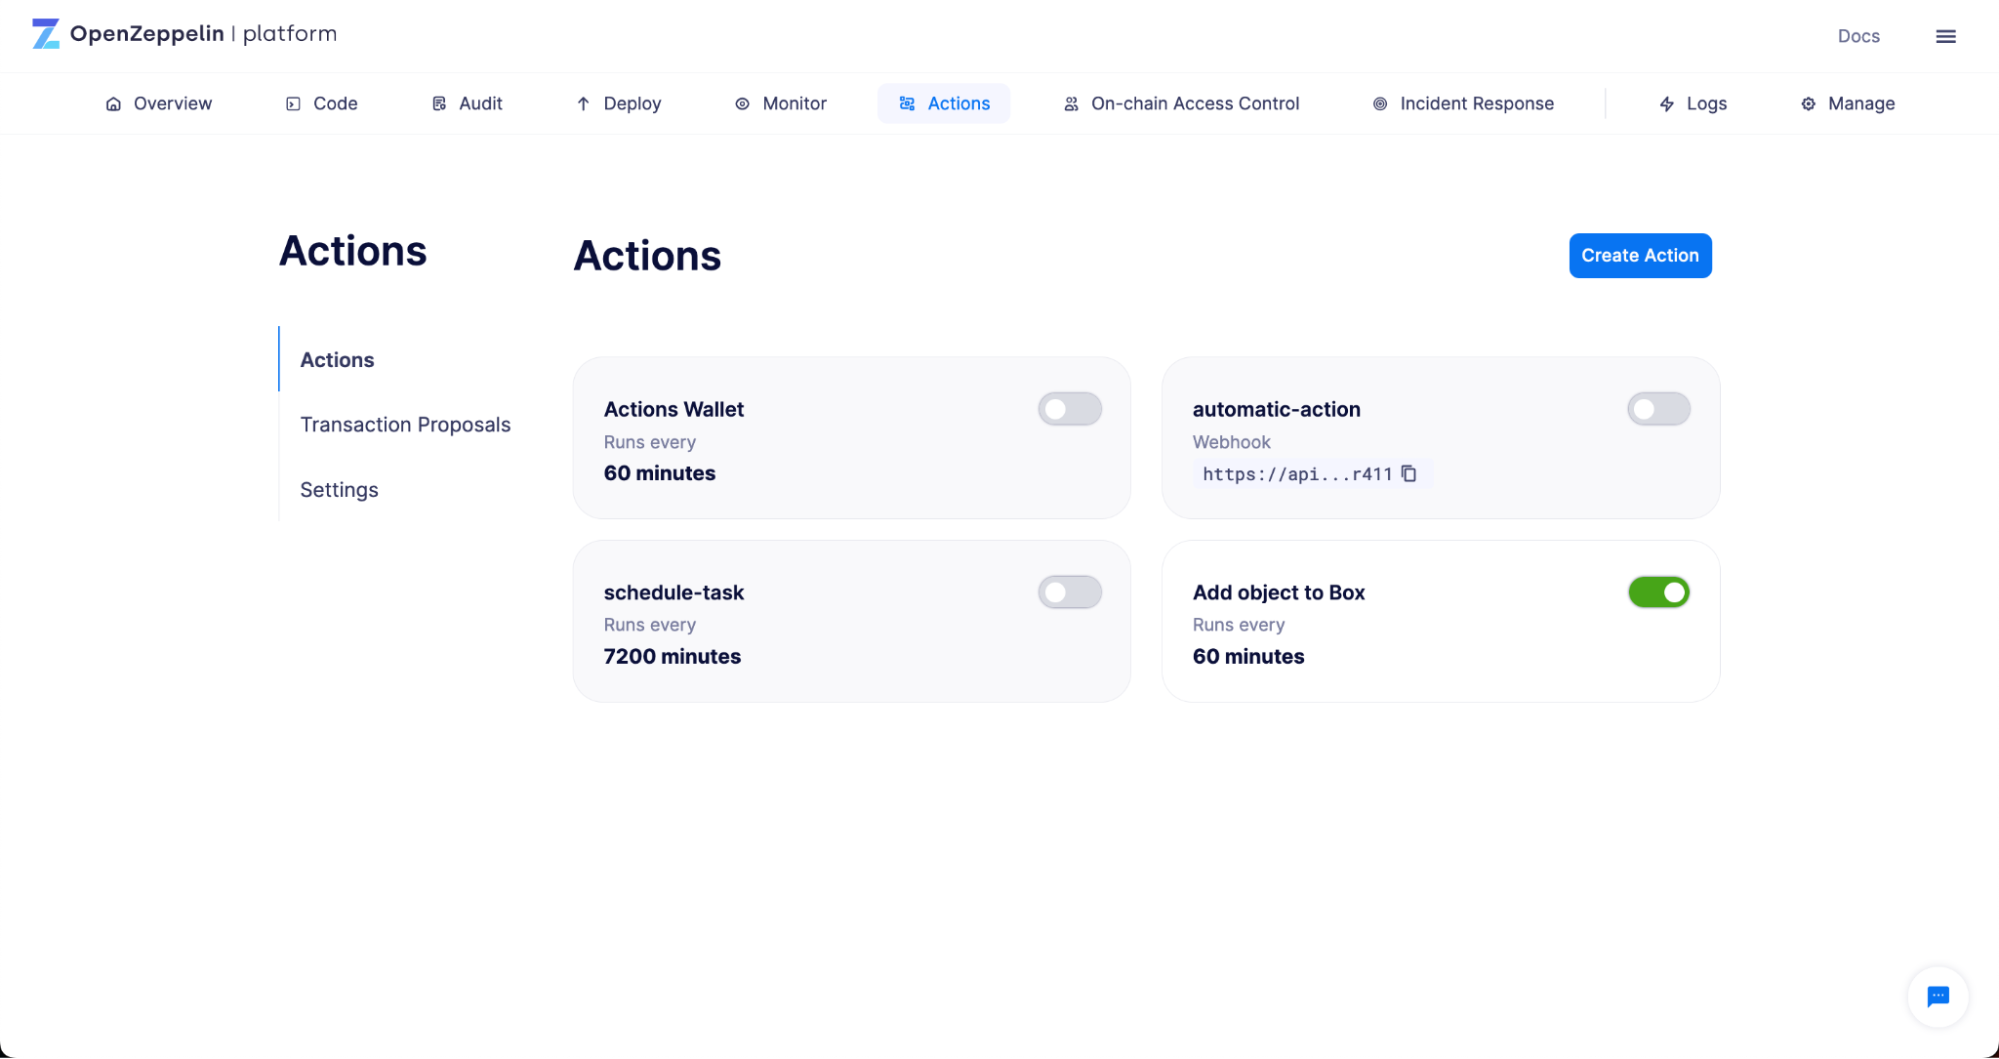 OpenZeppelin | platform
Docs
Overview
Code
Audit
Deploy
Monitor
Actions
On-chain Access Control
Incident Response
Logs
Manage
Actions
Actions
Transaction Proposals
Settings
Actions
Create Action
Actions Wallet
Runs every
60 minutes
automatic-action
Webhook
https://api...r411
schedule-task
Runs every
7200 minutes
Add object to Box
Runs every
60 minutes